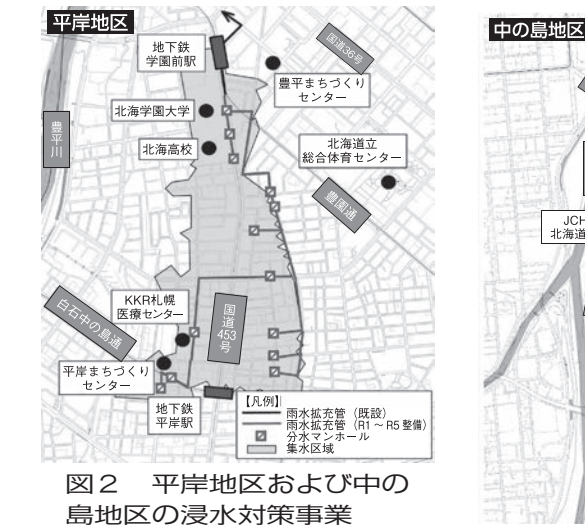 平岸地区
地下鉄
学園前駅
国道36号
豊平まちづくり
センター
北海学園大学
豊平川
北海高校
北海道立
総合体育センター
豊園通
KKR札幌
医療センター
国道453号
白石中の島通
平岸まちづくり
センター
地下鉄
平岸駅
【凡例】
雨水拡充管(既設)
雨水拡充管(R1～R5整備)
分水マンホール
集水区域
中の島地区
JCH
北海道
図2 平岸地区および中の
島地区の浸水対策事業